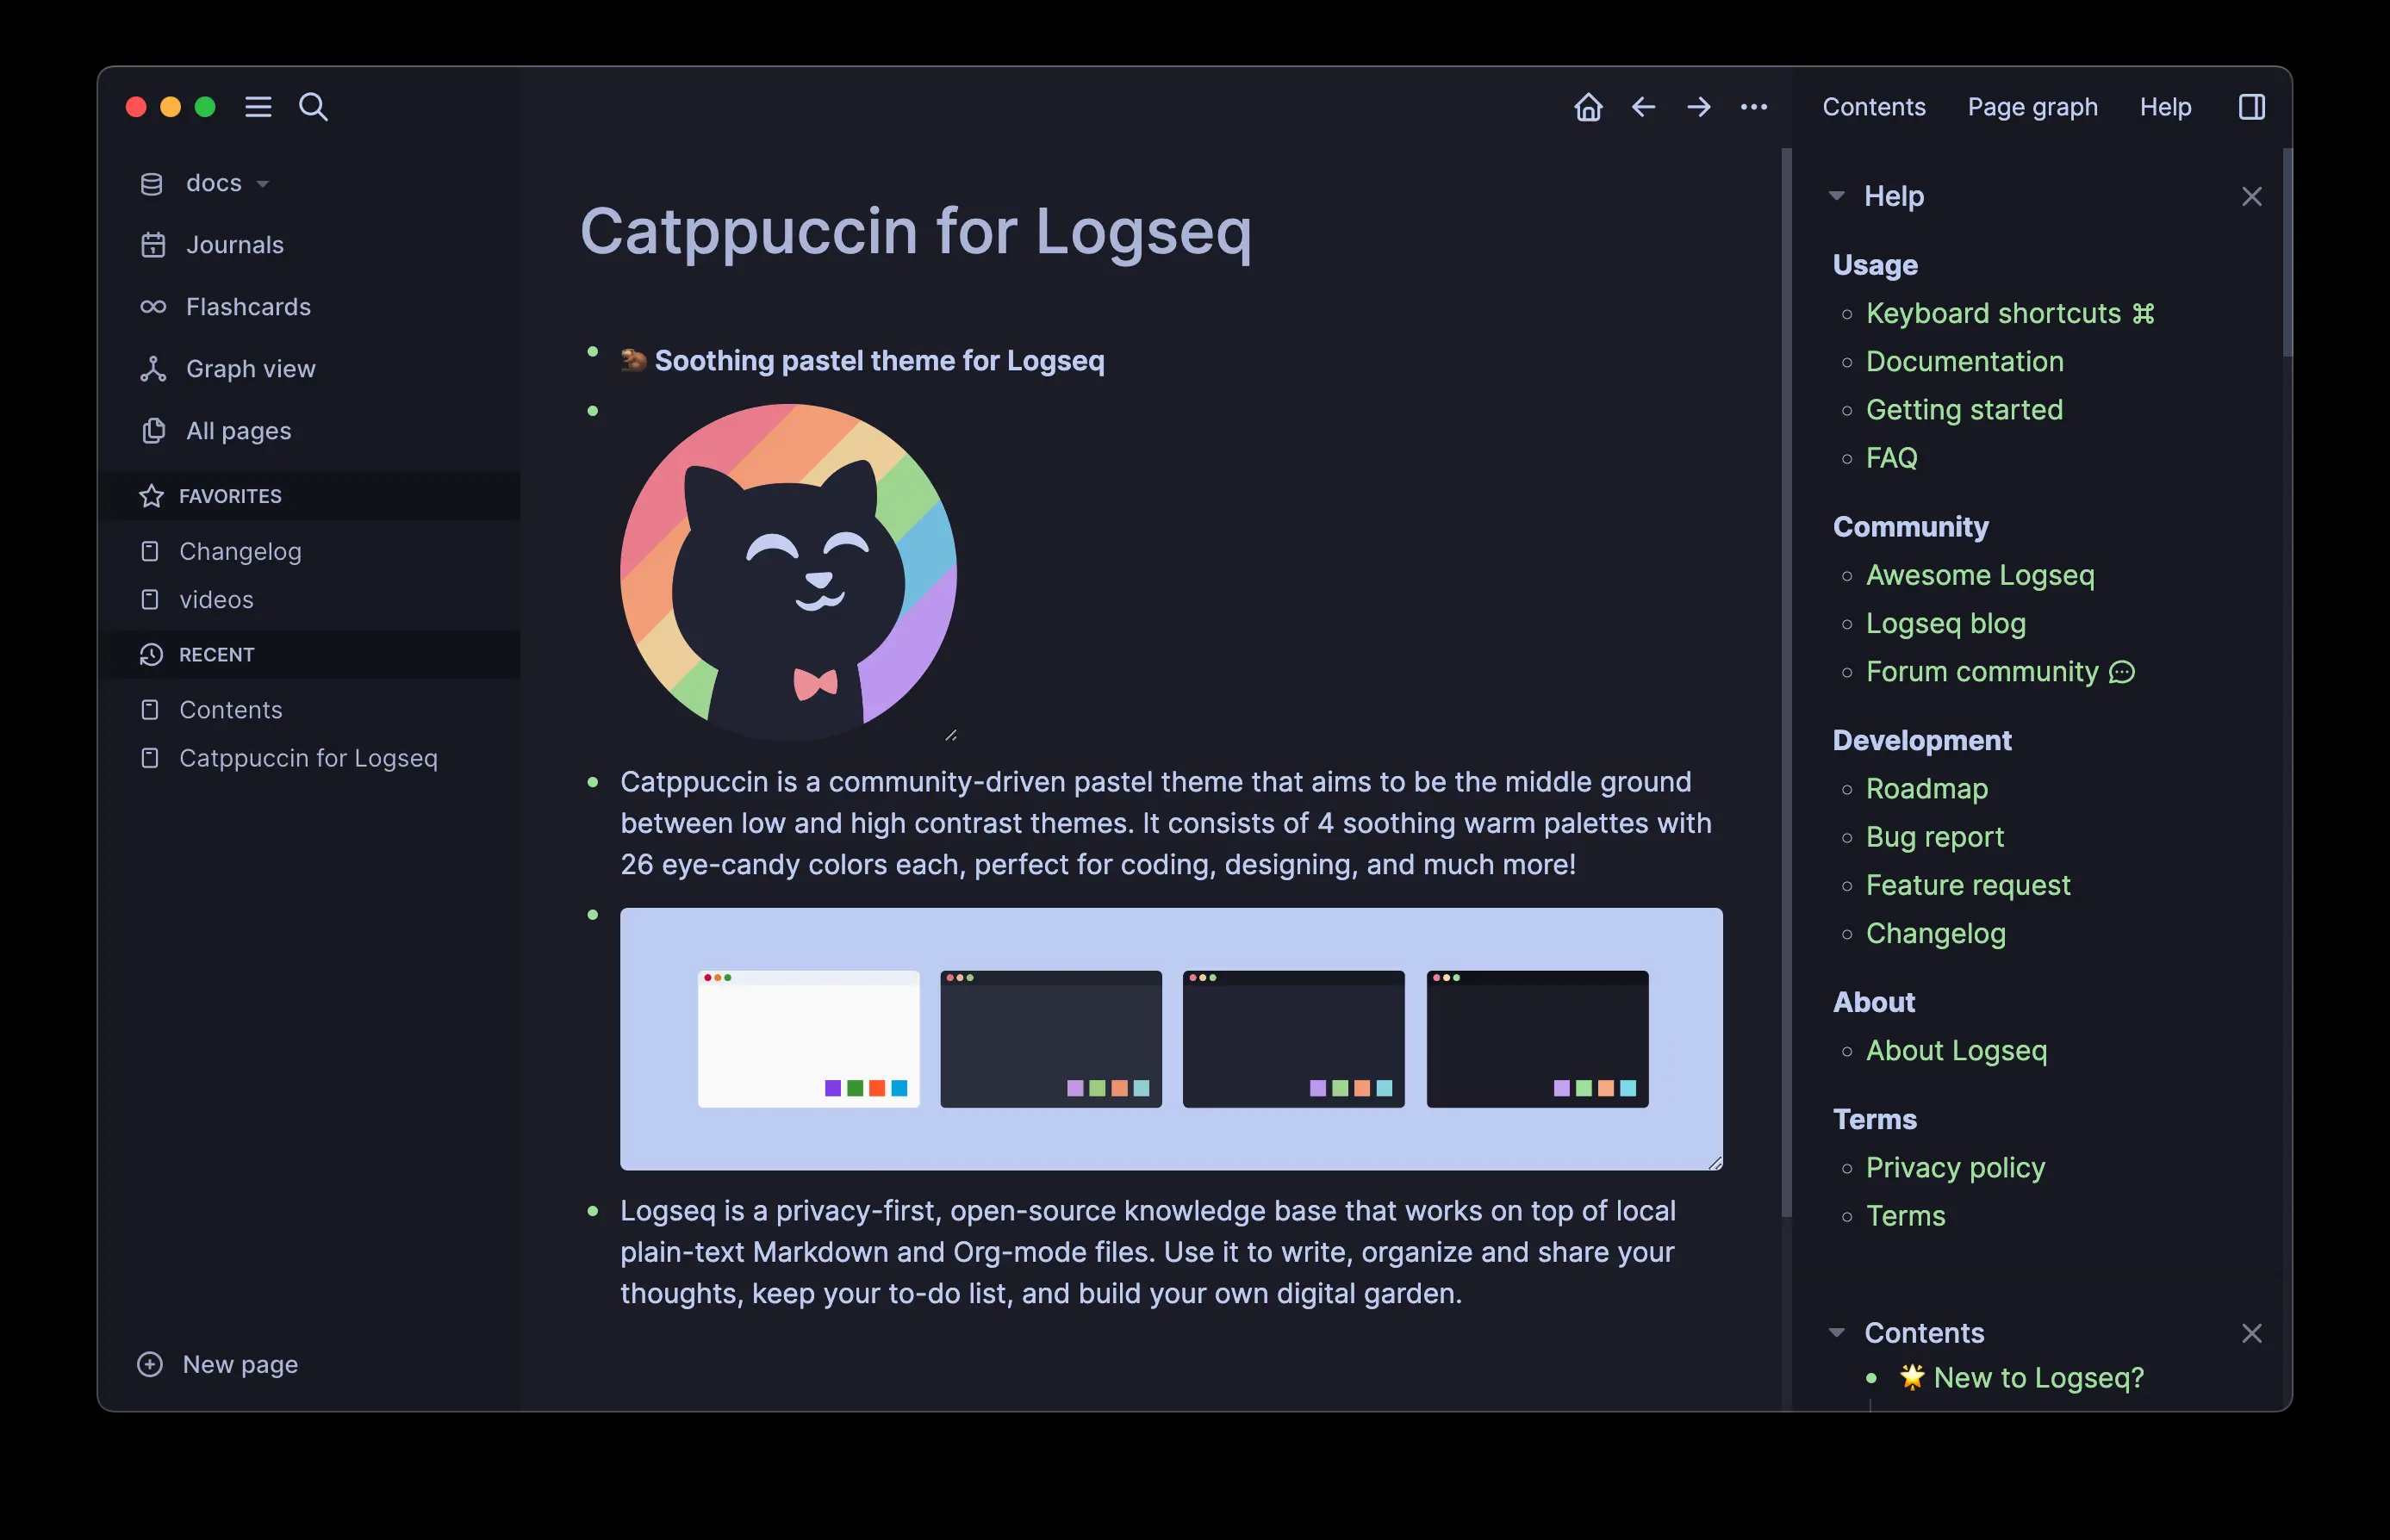 Contents
Page graph
Help
docs
Journals
Flashcards
Graph view
All pages
FAVORITES
Changelog
videos
RECENT
Contents
Catppuccin for Logseq
New page
Catppuccin for Logseq
Soothing pastel theme for Logseq
Catppuccin is a community-driven pastel theme that aims to be the middle ground
between low and high contrast themes. It consists of 4 soothing warm palettes with
26 eye-candy colors each, perfect for coding, designing, and much more!
Logseq is a privacy-first, open-source knowledge base that works on top of local
plain-text Markdown and Org-mode files. Use it to write, organize and share your
thoughts, keep your to-do list, and build your own digital garden.
Help
Usage
Keyboard shortcuts ⌘
Documentation
Getting started
FAQ
Community
Awesome Logseq
Logseq blog
Forum community
Development
Roadmap
Bug report
Feature request
Changelog
About
About Logseq
Terms
Privacy policy
Terms
Contents
🌟 New to Logseq?